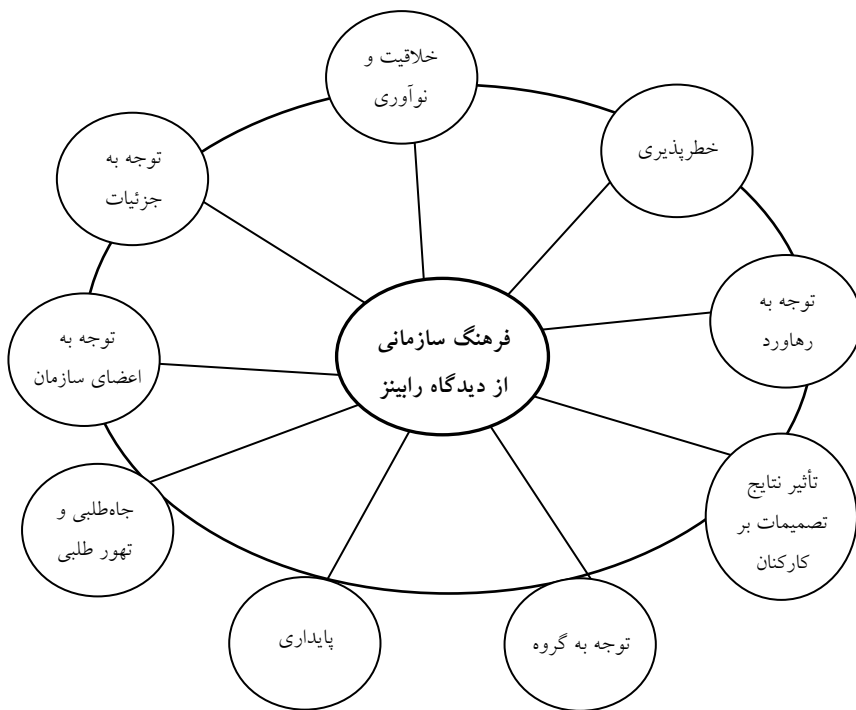 خلاقیت و
نوآوری
خطرپذیری
توجه به
رهاورد
تأثیر نتایج
تصمیمات بر
کارکنان
توجه به گروه
پایداری
جاه‌طلبی و
تهور طلبی
توجه به
اعضای سازمان
توجه به
جزئیات
فرهنگ سازمانی
از دیدگاه رابینز